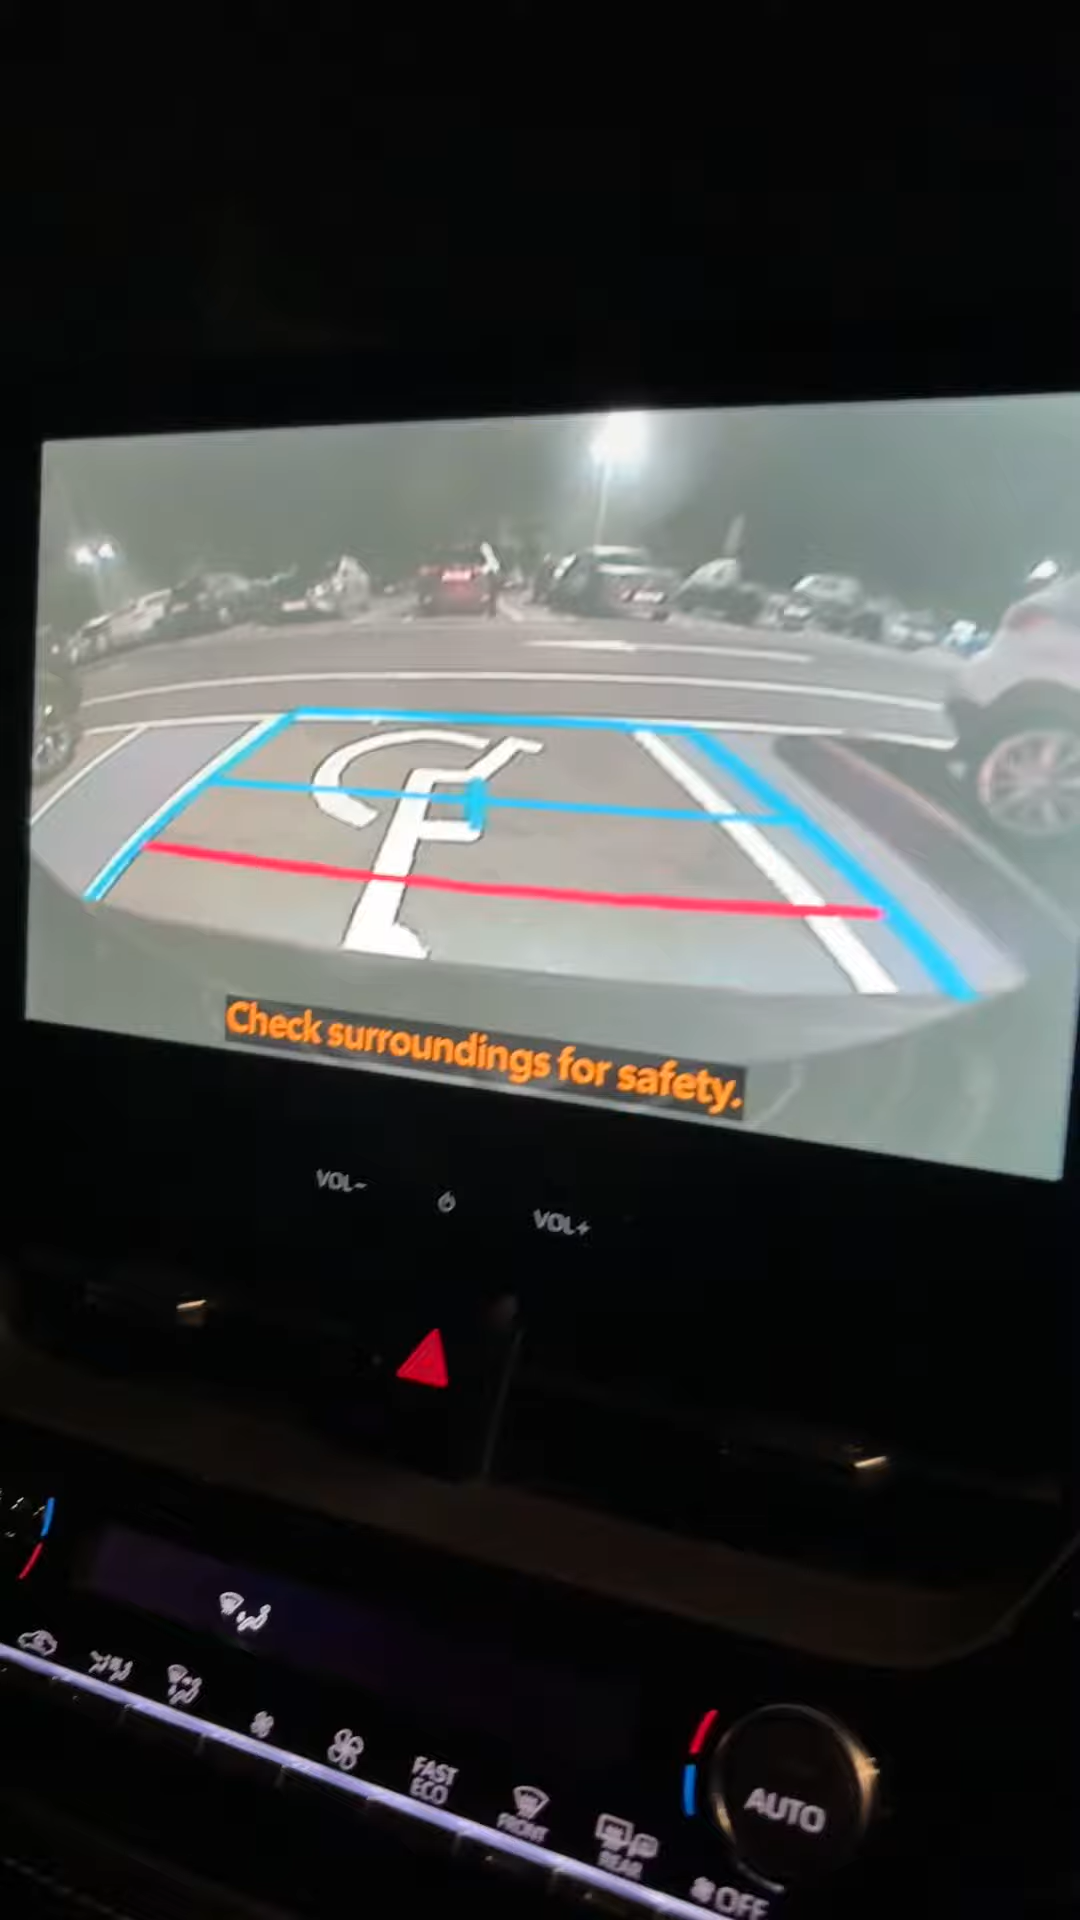 Check surroundings for safety.
VOL-
VOL+
FAST
ECO
FRONT
REAR
AUTO
OFF